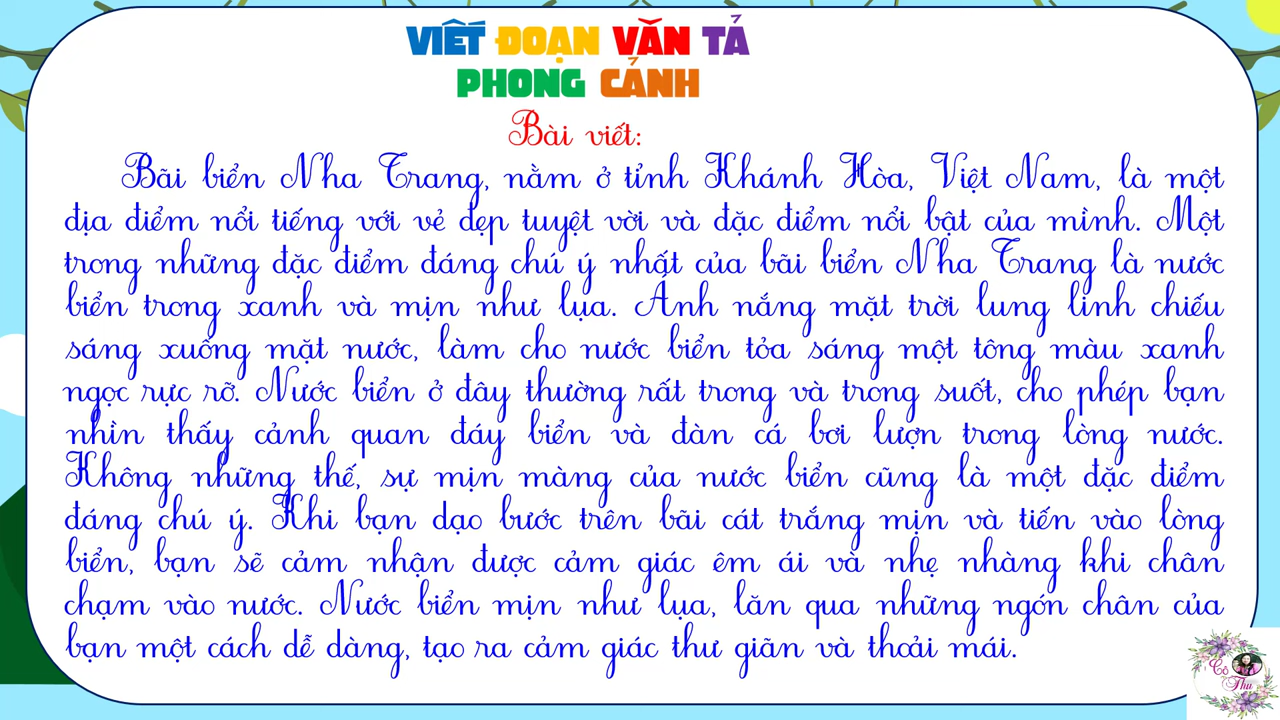 VIẾT ĐOẠN VĂN TẢ
PHONG CẢNH
Bài viết:
Bãi biển Nha Trang, nằm ở tỉnh Khánh Hòa, Việt Nam, là một
địa điểm nổi tiếng với vẻ đẹp tuyệt vời và đặc điểm nổi bật của mình. Một
trong những đặc điểm đáng chú ý nhất của bãi biển Nha Trang là nước
biển trong xanh và mịn như lụa. Ánh nắng mặt trời lung linh chiếu
sáng xuống mặt nước, làm cho nước biển tỏa sáng một tông màu xanh
ngọc rực rỡ. Nước biển ở đây thường rất trong và trong suốt, cho phép bạn
nhìn thấy cảnh quan đáy biển và đàn cá bơi lượn trong lòng nước.
Không những thế, sự mịn màng của nước biển cũng là một đặc điểm
đáng chú ý. Khi bạn dạo bước trên bãi cát trắng mịn và tiến vào lòng
biển, bạn sẽ cảm nhận được cảm giác êm ái và nhẹ nhàng khi chân
chạm vào nước. Nước biển mịn như lụa, lăn qua những ngón chân của
bạn một cách dễ dàng, tạo ra cảm giác thư giãn và thoải mái.
Cô
Thu